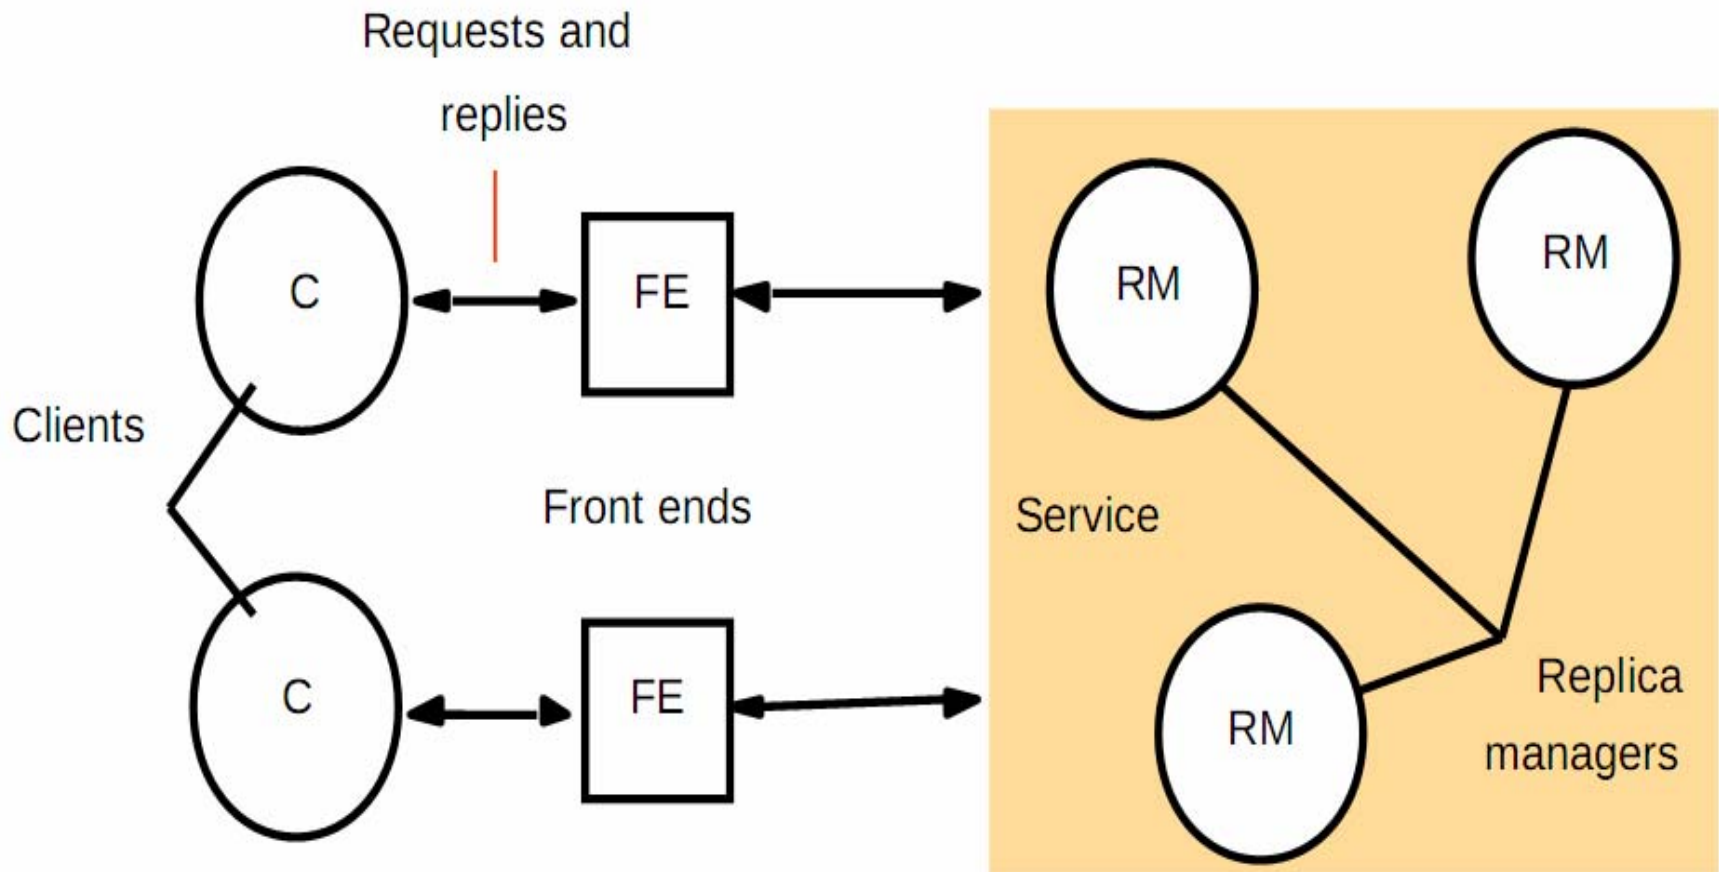 Requests and
replies
C
FE
RM
RM
Clients
Front ends
Service
C
FE
RM
Replica
managers